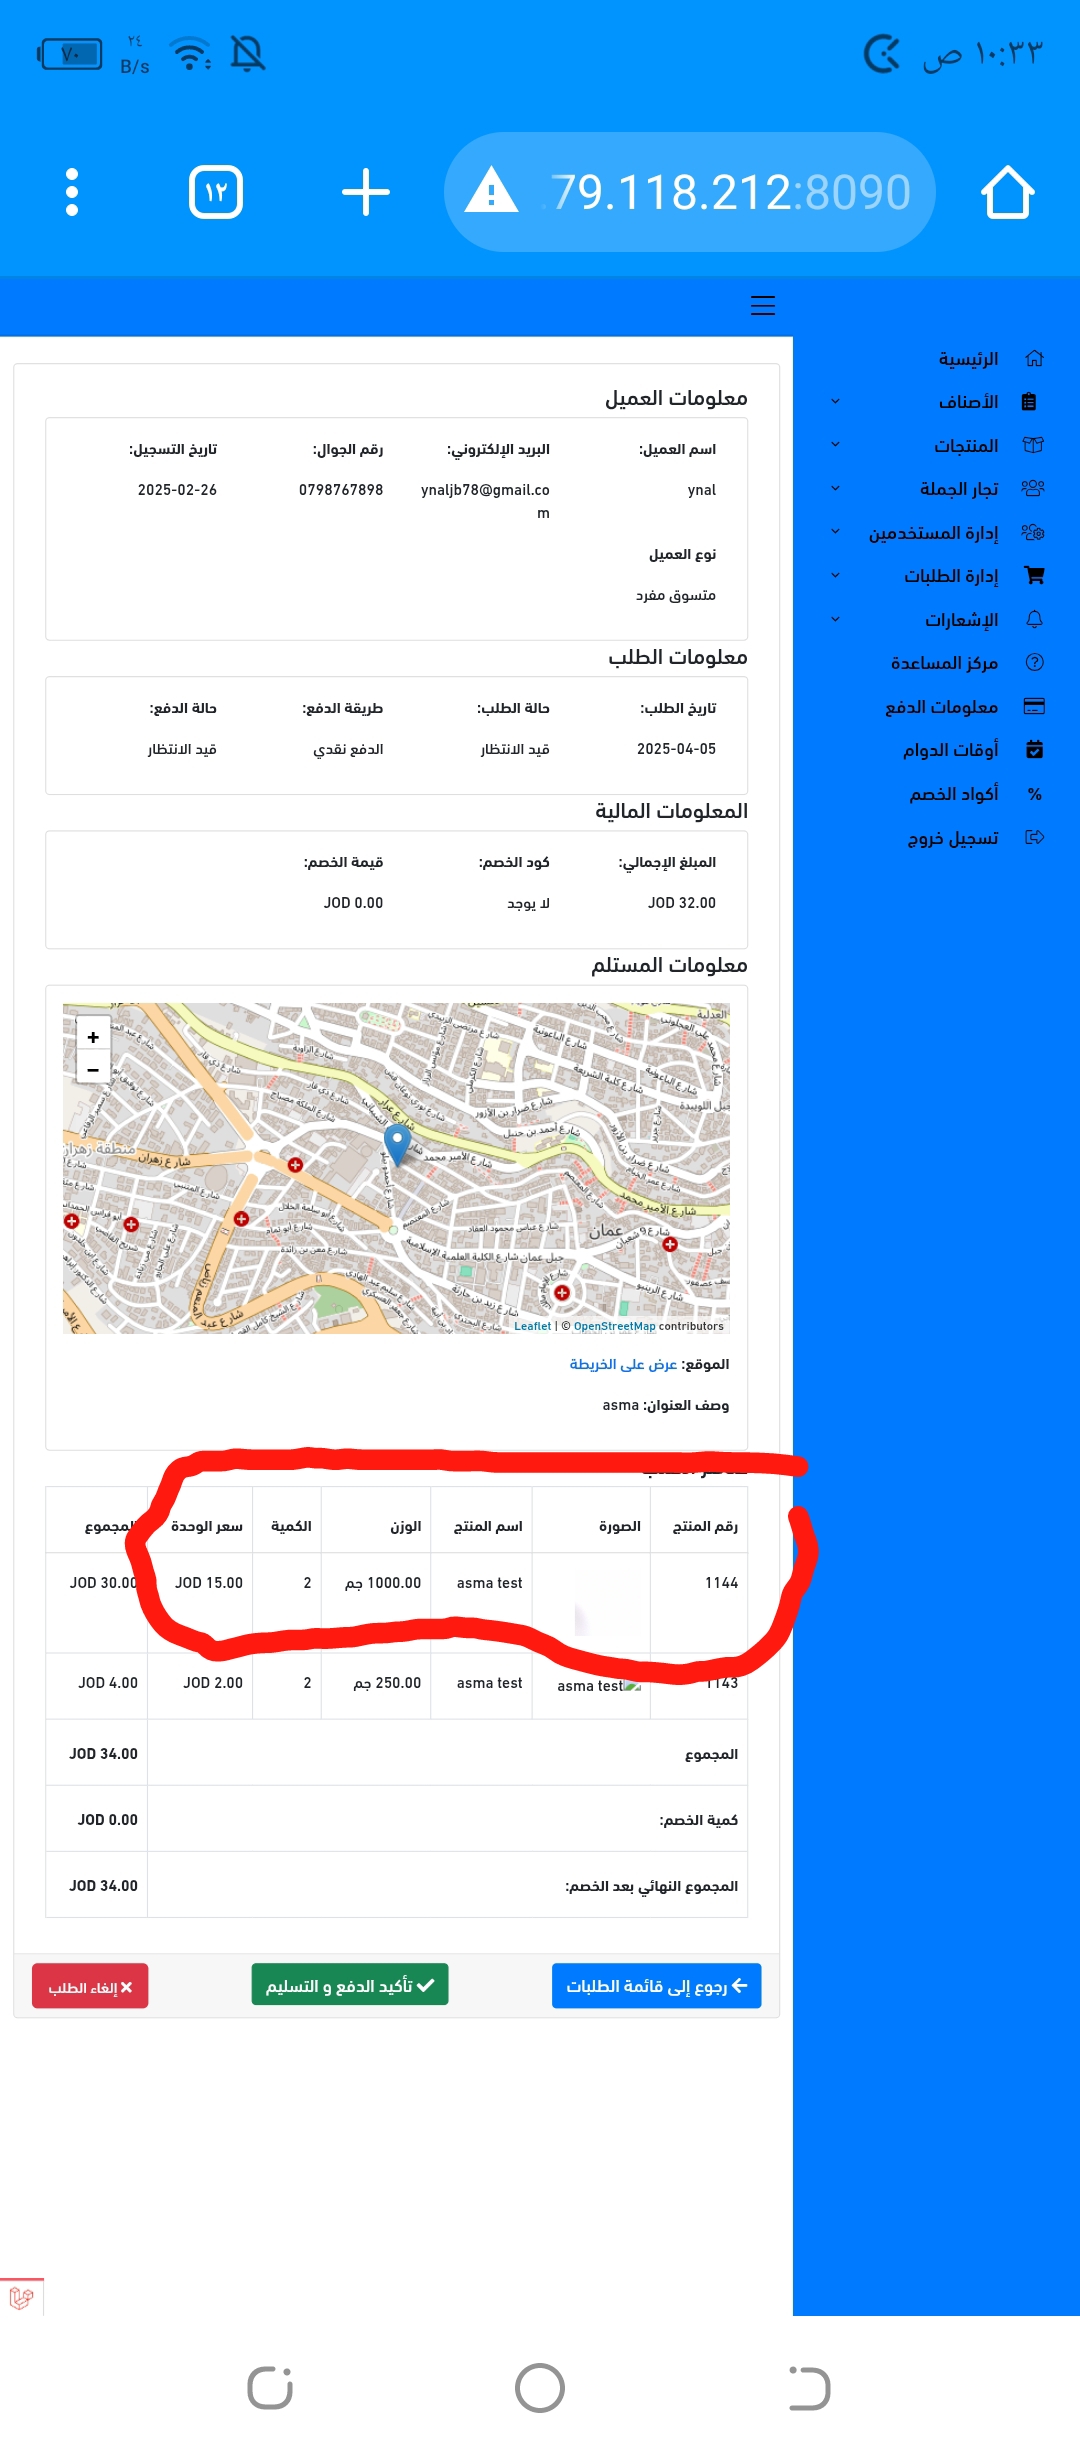 ١٠:٣٣ ص
٢٤
B/s
٧٠
.79.118.212:8090
١٢
الرئيسية
الأصناف
المنتجات
تجار الجملة
إدارة المستخدمين
إدارة الطلبات
الإشعارات
مركز المساعدة
معلومات الدفع
أوقات الدوام
أكواد الخصم
تسجيل خروج
معلومات العميل
اسم العميل: البريد الإلكتروني: رقم الجوال: تاريخ التسجيل:
ynal ynaljb78@gmail.co 0798767898 2025-02-26
m
نوع العميل
متسوق مفرد
معلومات الطلب
تاريخ الطلب: حالة الطلب: طريقة الدفع: حالة الدفع:
2025-04-05 قيد الانتظار الدفع نقدي قيد الانتظار
المعلومات المالية
المبلغ الإجمالي: كود الخصم: قيمة الخصم:
JOD 32.00 لا يوجد JOD 0.00
معلومات المستلم
+
−
العدلية
جبل اللويبدة
منطقة زهران
شارع زهران
شارع الأمير محمد
عمان
Leaflet | © OpenStreetMap contributors
الموقع: عرض على الخريطة
وصف العنوان: asma
رقم المنتج الصورة اسم المنتج الوزن الكمية سعر الوحدة المجموع
1144 asma test 1000.00 جم 2 JOD 15.00 JOD 30.00
1143 asma test asma test 250.00 جم 2 JOD 2.00 JOD 4.00
المجموع JOD 34.00
كمية الخصم: JOD 0.00
المجموع النهائي بعد الخصم: JOD 34.00
رجوع إلى قائمة الطلبات
تأكيد الدفع و التسليم
إلغاء الطلب